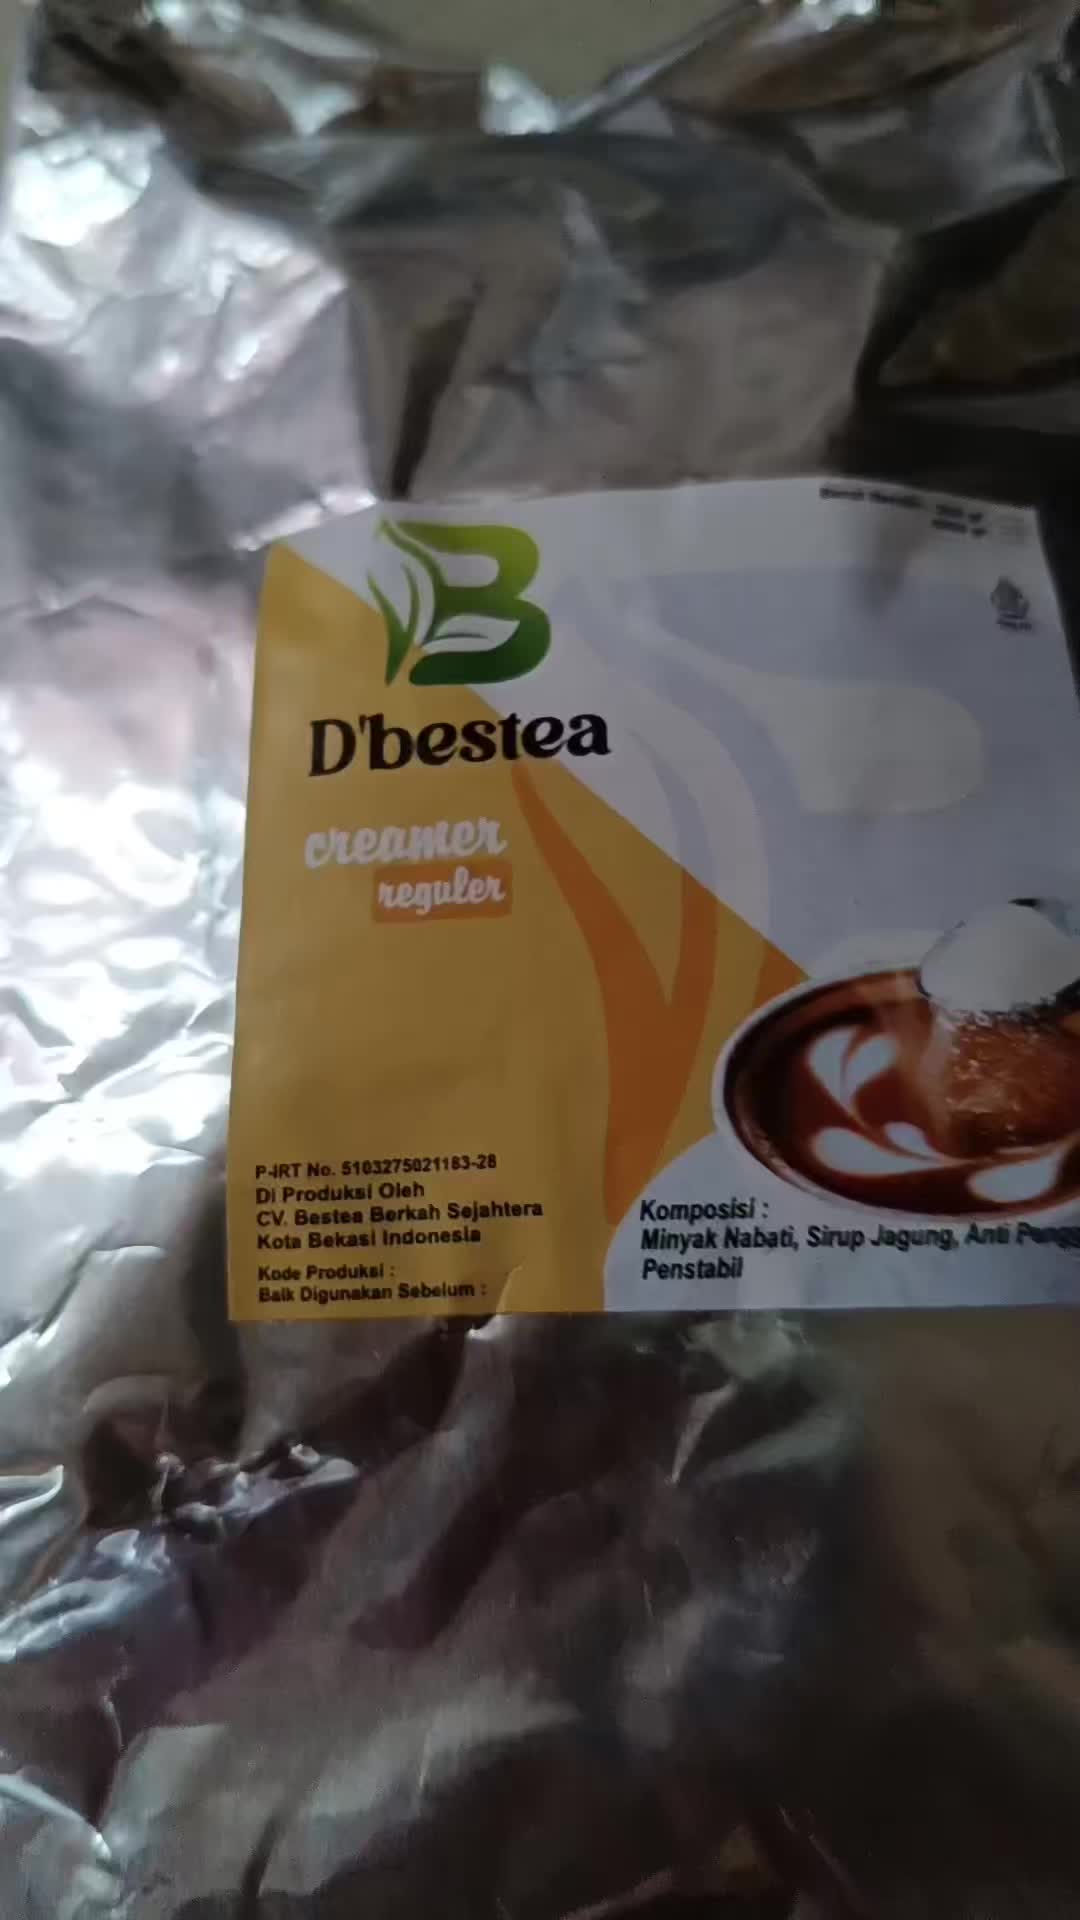 D'bestea
creamer
reguler
P-IRT No. 5103275021183-28
Di Produksi Oleh
CV. Bestea Berkah Sejahtera
Kota Bekasi Indonesia
Kode Produksi :
Baik Digunakan Sebelum :
Komposisi :
Minyak Nabati, Sirup Jagung, Anti
Penstabil